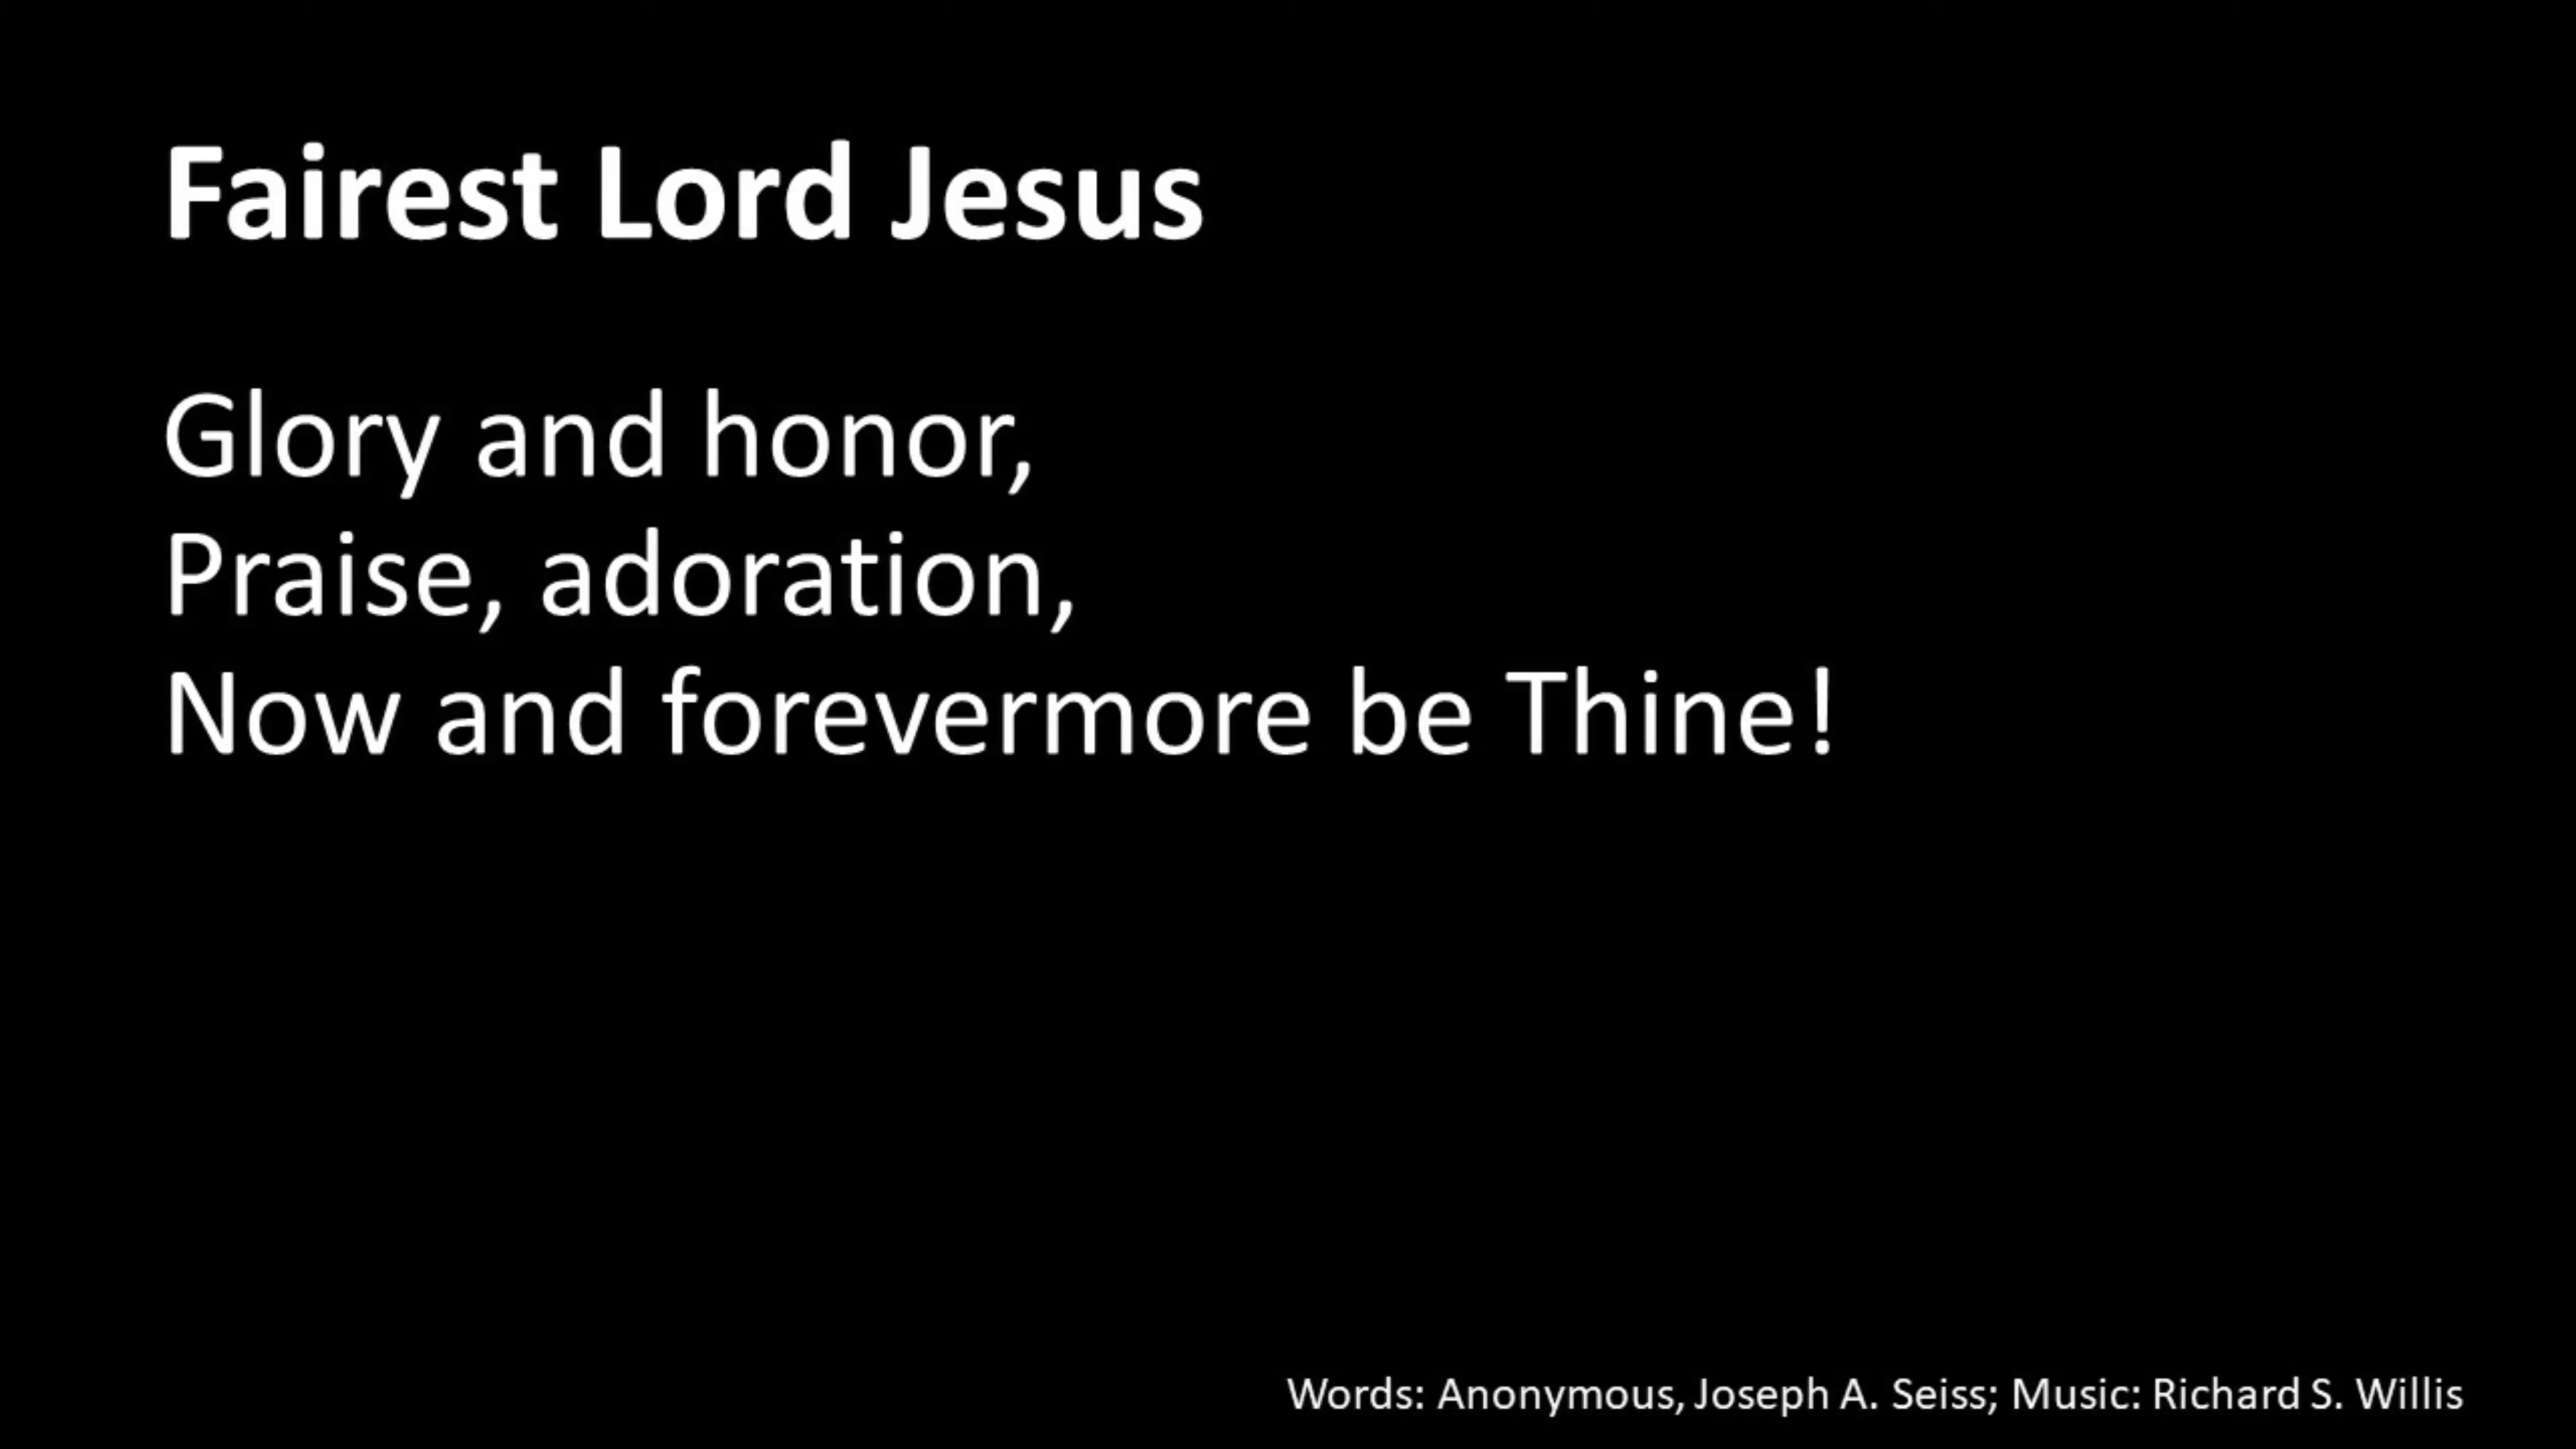 Fairest Lord Jesus
Glory and honor,
Praise, adoration,
Now and forevermore be Thine!
Words: Anonymous, Joseph A. Seiss; Music: Richard S. Willis